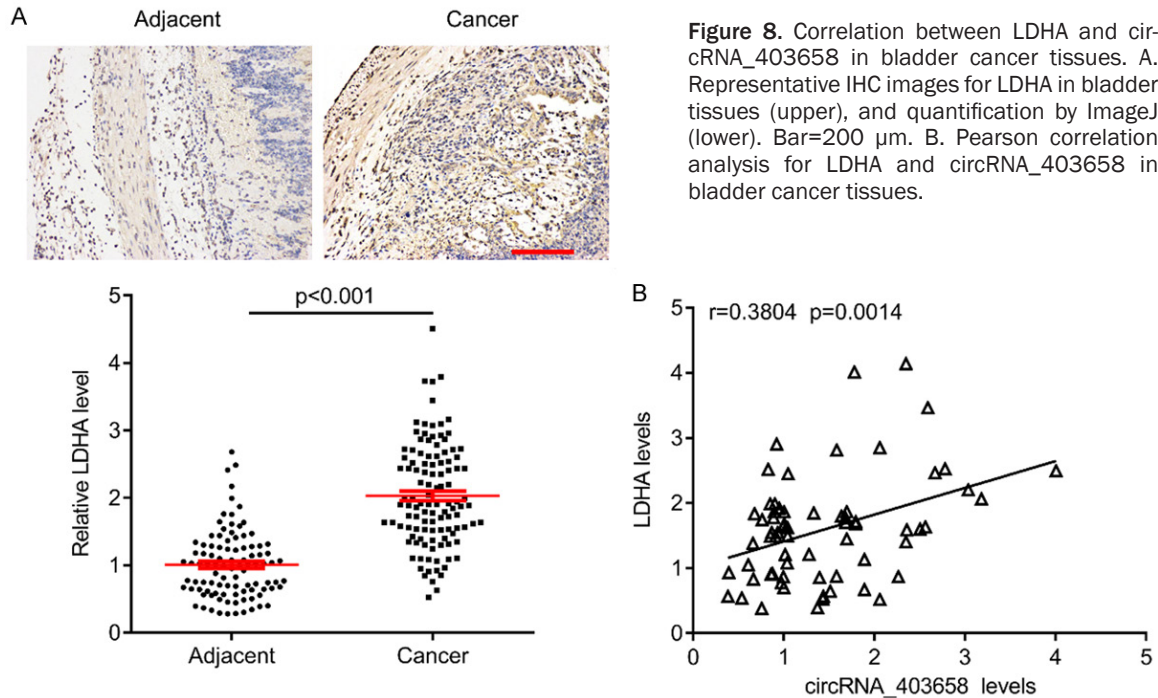 A
Adjacent
Cancer
Figure 8. Correlation between LDHA and cir-
cRNA_403658 in bladder cancer tissues. A.
Representative IHC images for LDHA in bladder
tissues (upper), and quantification by ImageJ
(lower). Bar=200 µm. B. Pearson correlation
analysis for LDHA and circRNA_403658 in
bladder cancer tissues.
p<0.001
Relative LDHA level
5
4
3
2
1
0
Adjacent
Cancer
B
r=0.3804 p=0.0014
LDHA levels
5
4
3
2
1
0
0
1
2
3
4
5
circRNA_403658 levels